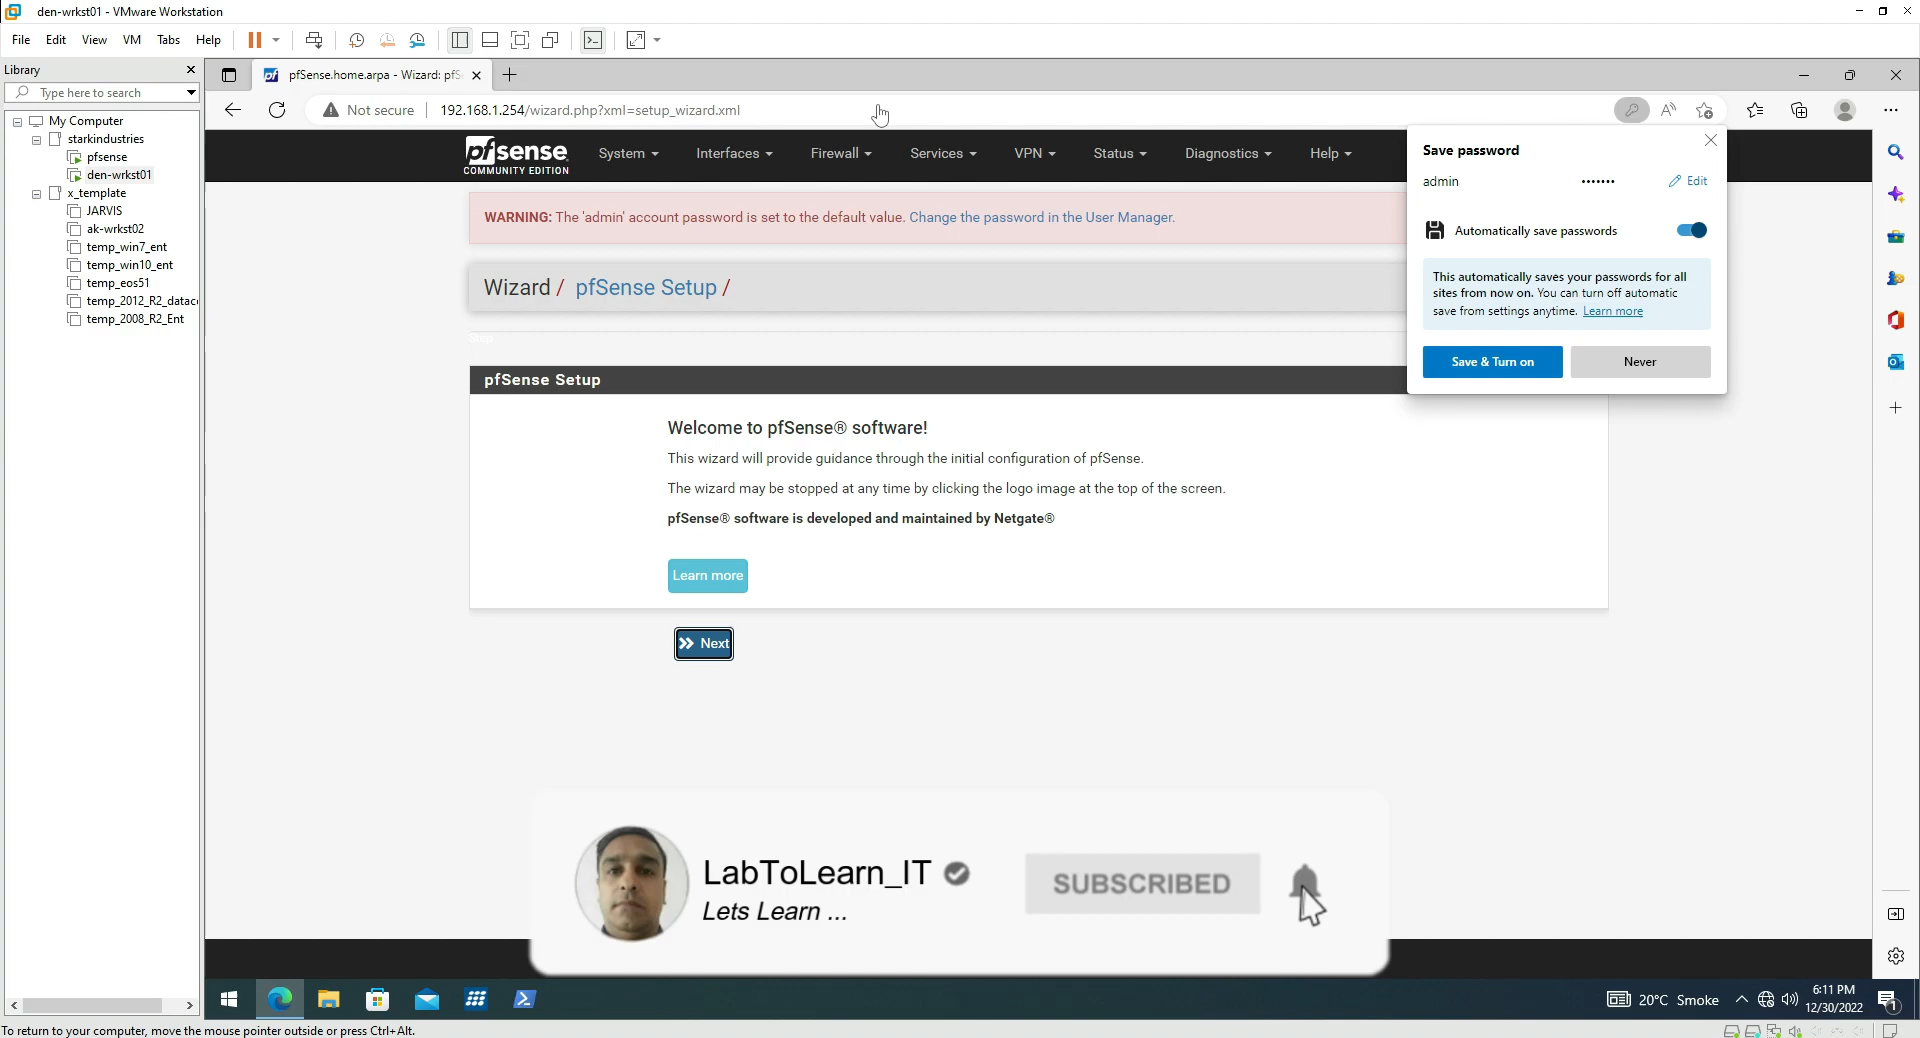 den-wrkst01 - VMware Workstation
File Edit View VM Tabs Help
Library
Type here to search
My Computer
starkindustries
pfsense
den-wrkst01
x_template
JARVIS
ak-wrkst02
temp_win7_ent
temp_win10_ent
temp_eos51
temp_2012_R2_datac
temp_2008_R2_Ent
pfSense.home.arpa - Wizard: pfS
Not secure 192.168.1.254/wizard.php?xml=setup_wizard.xml
pfsense
COMMUNITY EDITION
System Interfaces Firewall Services VPN Status Diagnostics Help
WARNING: The 'admin' account password is set to the default value. Change the password in the User Manager.
Wizard / pfSense Setup /
Step
pfSense Setup
Welcome to pfSense® software!
This wizard will provide guidance through the initial configuration of pfSense.
The wizard may be stopped at any time by clicking the logo image at the top of the screen.
pfSense® software is developed and maintained by Netgate®
Learn more
Next
Save password
admin ••••••• Edit
Automatically save passwords
This automatically saves your passwords for all
sites from now on. You can turn off automatic
save from settings anytime. Learn more
Save & Turn on Never
LabToLearn_IT
Lets Learn ...
SUBSCRIBED
20°C Smoke
6:11 PM
12/30/2022
1
To return to your computer, move the mouse pointer outside or press Ctrl+Alt.